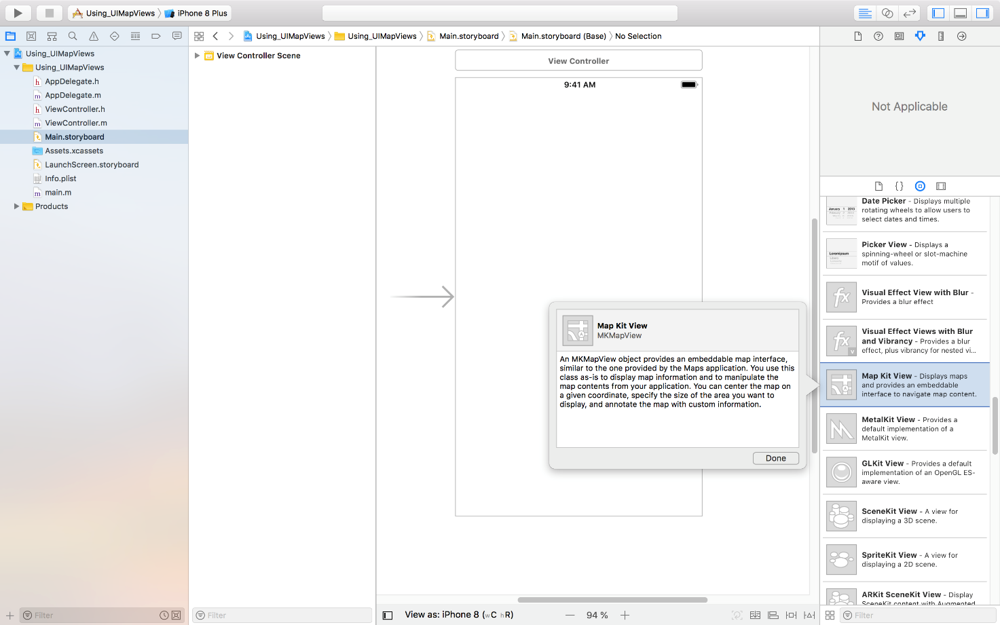 Using_UIMapViews
iPhone 8 Plus
Using_UIMapViews
Using_UIMapViews
Main.storyboard
Main.storyboard (Base)
No Selection
Using_UIMapViews
Using_UIMapViews
AppDelegate.h
AppDelegate.m
ViewController.h
ViewController.m
Main.storyboard
Assets.xcassets
LaunchScreen.storyboard
Info.plist
main.m
Products
Filter
View Controller Scene
Filter
View Controller
9:41 AM
Map Kit View
MKMapView
An MKMapView object provides an embeddable map interface,
similar to the one provided by the Maps application. You use this
class as-is to display map information and to manipulate the
map contents from your application. You can center the map on
a given coordinate, specify the size of the area you want to
display, and annotate the map with custom information.
Done
View as: iPhone 8 (wC hR)
94 %
Not Applicable
Date Picker - Displays multiple
rotating wheels to allow users to
select dates and times.
Picker View - Displays a
spinning-wheel or slot-machine
motif of values.
Visual Effect View with Blur -
Provides a blur effect
Visual Effect Views with Blur
and Vibrancy - Provides a blur
effect, plus vibrancy for nested vi...
Map Kit View - Displays maps
and provides an embeddable
interface to navigate map content.
MetalKit View - Provides a
default implementation of a
MetalKit view.
GLKit View - Provides a default
implementation of an OpenGL ES-
aware view.
SceneKit View - A view for
displaying a 3D scene.
SpriteKit View - A view for
displaying a 2D scene.
ARKit SceneKit View - Display
SceneKit content with Augmented
Filter